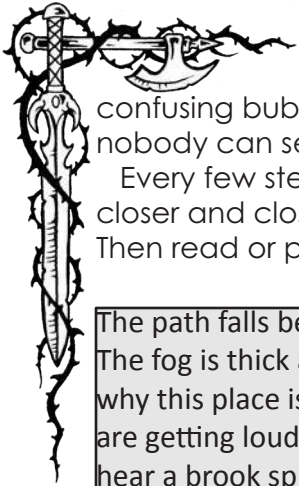 confusing bub
nobody can se
Every few ste
closer and clos
Then read or p
The path falls be
The fog is thick
why this place is
are getting loud
hear a brook sp